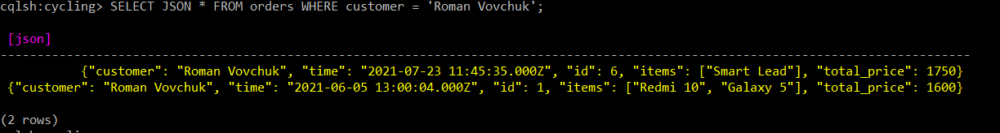 cqlsh:cycling> SELECT JSON * FROM orders WHERE customer = 'Roman Vovchuk';
[json]
{"customer": "Roman Vovchuk", "time": "2021-07-23 11:45:35.000Z", "id": 6, "items": ["Smart Lead"], "total_price": 1750}
{"customer": "Roman Vovchuk", "time": "2021-06-05 13:00:04.000Z", "id": 1, "items": ["Redmi 10", "Galaxy 5"], "total_price": 1600}
(2 rows)